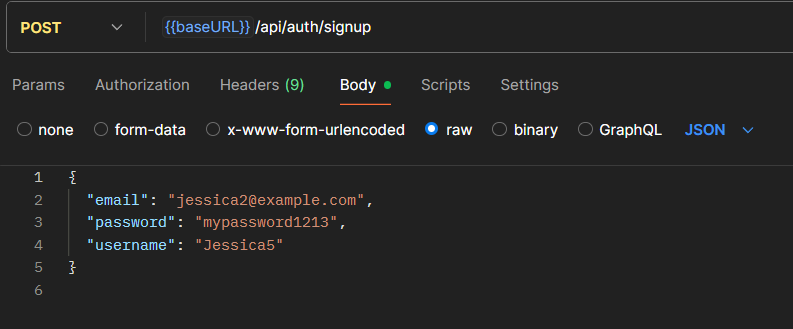 POST {{baseURL}} /api/auth/signup
Params Authorization Headers (9) Body Scripts Settings
none form-data x-www-form-urlencoded raw binary GraphQL JSON
1 {
2 "email": "jessica2@example.com",
3 "password": "mypassword1213",
4 "username": "Jessica5"
5 }
6